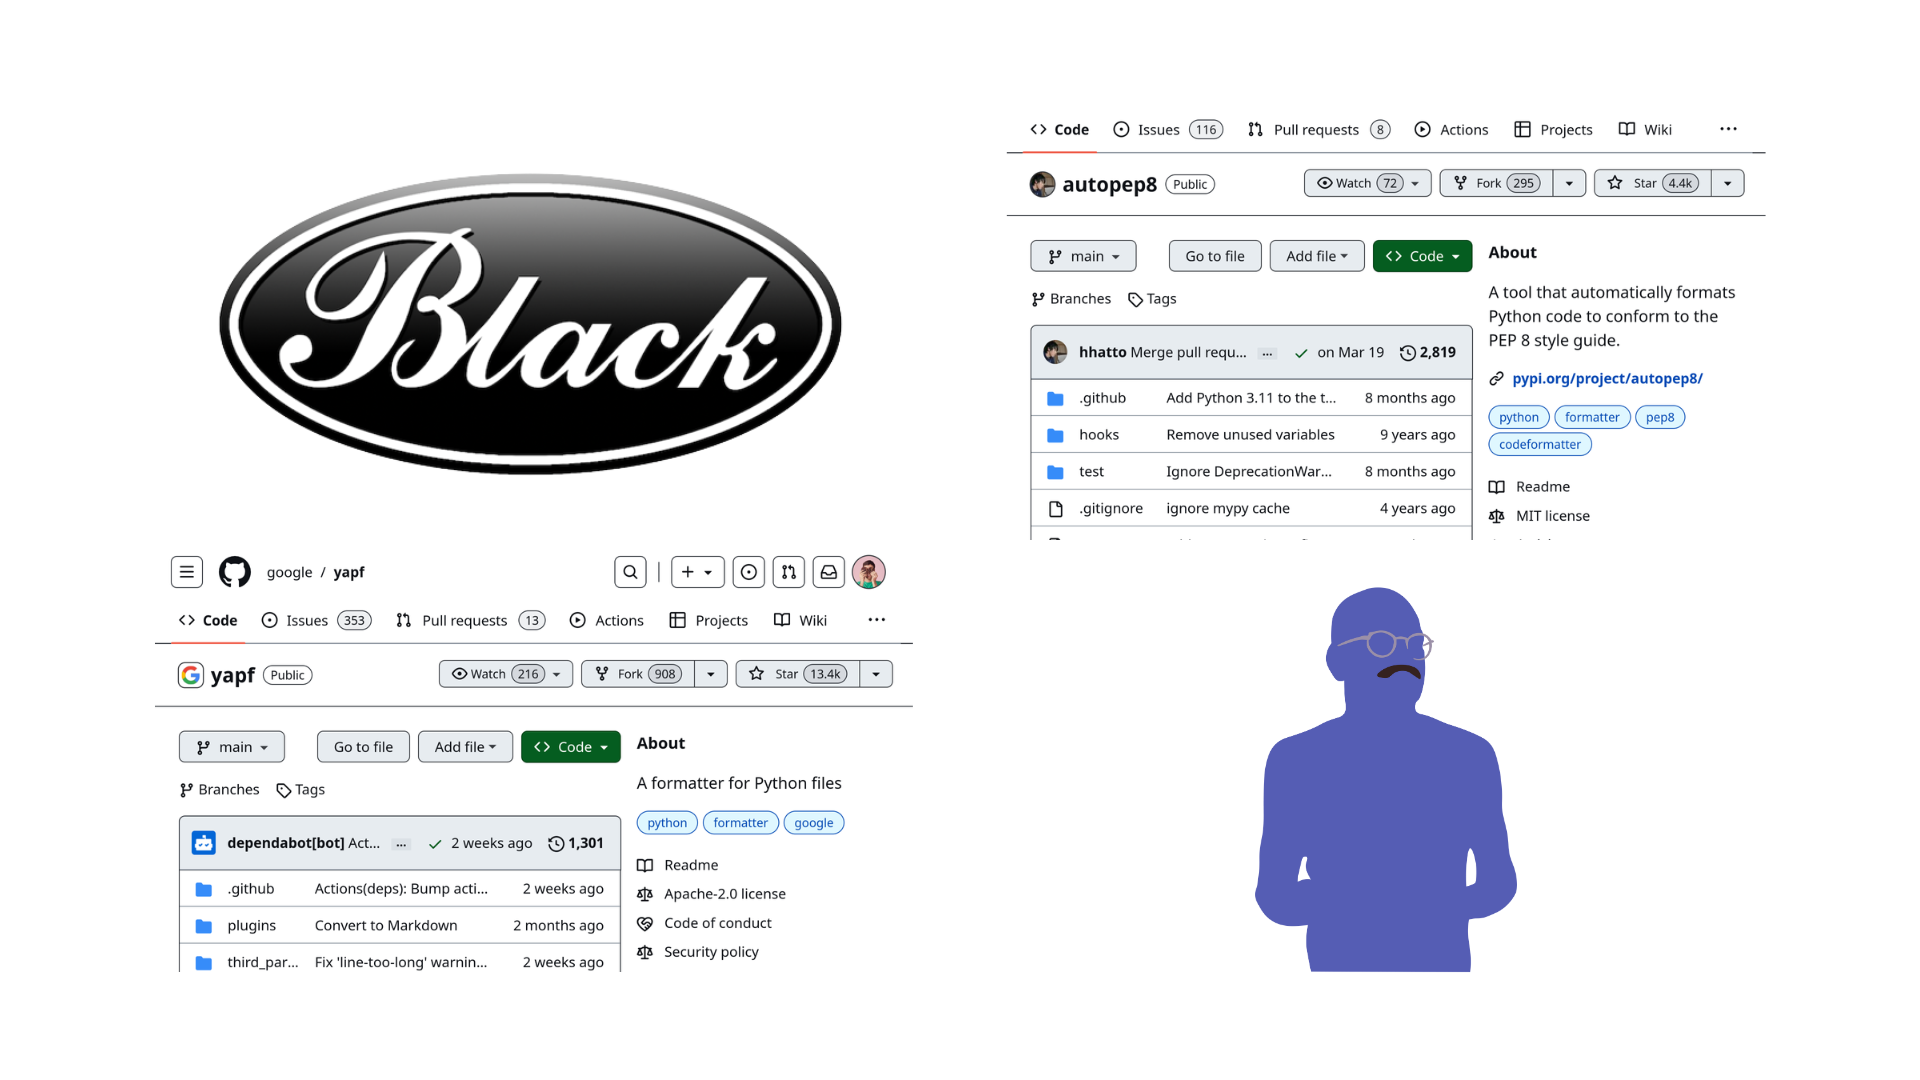 Black
Code Issues 116 Pull requests 8 Actions Projects Wiki
autopep8 Public Watch 72 Fork 295 Star 4.4k
main Go to file Add file Code
Branches Tags
hhatto Merge pull requ... ... on Mar 19 2,819
.github Add Python 3.11 to the t... 8 months ago
hooks Remove unused variables 9 years ago
test Ignore DeprecationWar... 8 months ago
.gitignore ignore mypy cache 4 years ago
About
A tool that automatically formats
Python code to conform to the
PEP 8 style guide.
pypi.org/project/autopep8/
python formatter pep8
codeformatter
Readme
MIT license
google / yapf
Code Issues 353 Pull requests 13 Actions Projects Wiki
yapf Public Watch 216 Fork 908 Star 13.4k
main Go to file Add file Code
Branches Tags
dependabot[bot] Act... ... 2 weeks ago 1,301
.github Actions(deps): Bump acti... 2 weeks ago
plugins Convert to Markdown 2 months ago
third_par... Fix 'line-too-long' warnin... 2 weeks ago
About
A formatter for Python files
python formatter google
Readme
Apache-2.0 license
Code of conduct
Security policy